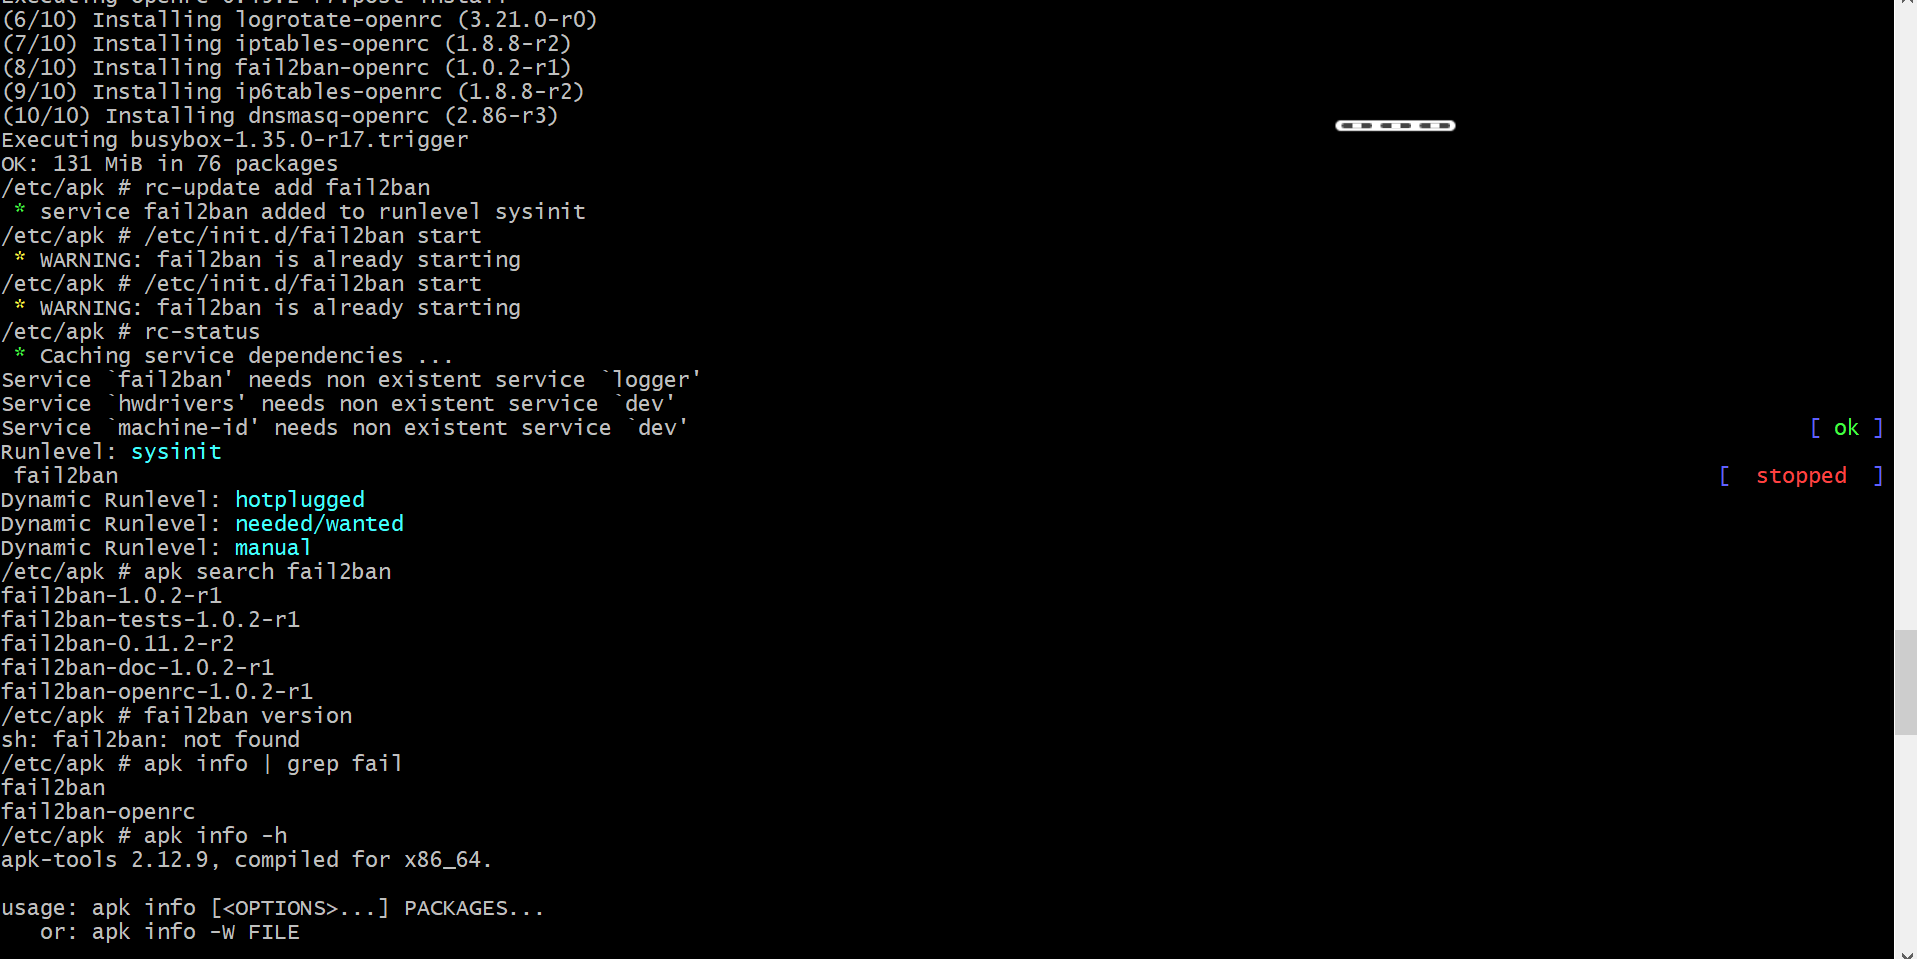 (6/10) Installing logrotate-openrc (3.21.0-r0)
(7/10) Installing iptables-openrc (1.8.8-r2)
(8/10) Installing fail2ban-openrc (1.0.2-r1)
(9/10) Installing ip6tables-openrc (1.8.8-r2)
(10/10) Installing dnsmasq-openrc (2.86-r3)
Executing busybox-1.35.0-r17.trigger
OK: 131 MiB in 76 packages
/etc/apk # rc-update add fail2ban
 * service fail2ban added to runlevel sysinit
/etc/apk # /etc/init.d/fail2ban start
 * WARNING: fail2ban is already starting
/etc/apk # /etc/init.d/fail2ban start
 * WARNING: fail2ban is already starting
/etc/apk # rc-status
 * Caching service dependencies ...
Service `fail2ban' needs non existent service `logger'
Service `hwdrivers' needs non existent service `dev'
Service `machine-id' needs non existent service `dev' [ ok ]
Runlevel: sysinit
 fail2ban [  stopped  ]
Dynamic Runlevel: hotplugged
Dynamic Runlevel: needed/wanted
Dynamic Runlevel: manual
/etc/apk # apk search fail2ban
fail2ban-1.0.2-r1
fail2ban-tests-1.0.2-r1
fail2ban-0.11.2-r2
fail2ban-doc-1.0.2-r1
fail2ban-openrc-1.0.2-r1
/etc/apk # fail2ban version
sh: fail2ban: not found
/etc/apk # apk info | grep fail
fail2ban
fail2ban-openrc
/etc/apk # apk info -h
apk-tools 2.12.9, compiled for x86_64.

usage: apk info [<OPTIONS>...] PACKAGES...
   or: apk info -W FILE